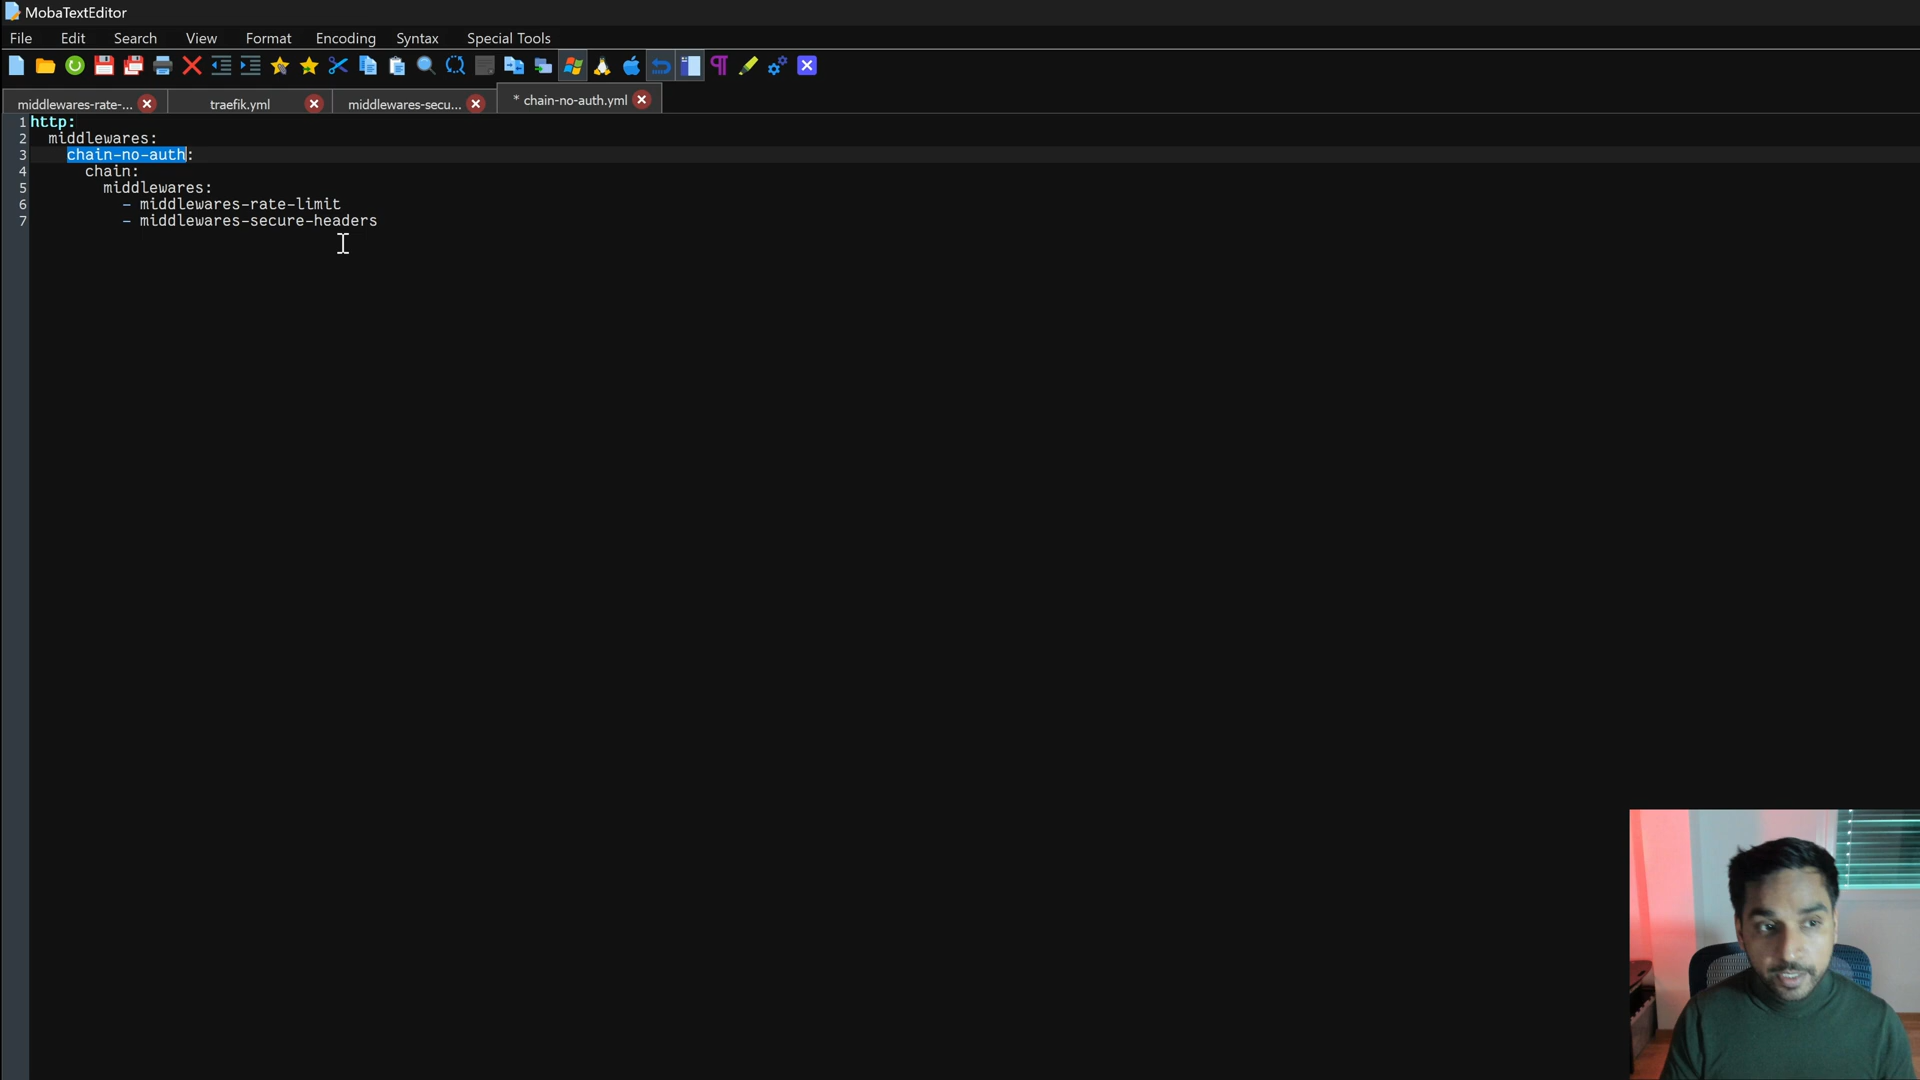 MobaTextEditor
File Edit Search View Format Encoding Syntax Special Tools
middlewares-rate-... traefik.yml middlewares-secu... * chain-no-auth.yml
1 http:
2 middlewares:
3 chain-no-auth:
4 chain:
5 middlewares:
6 - middlewares-rate-limit
7 - middlewares-secure-headers